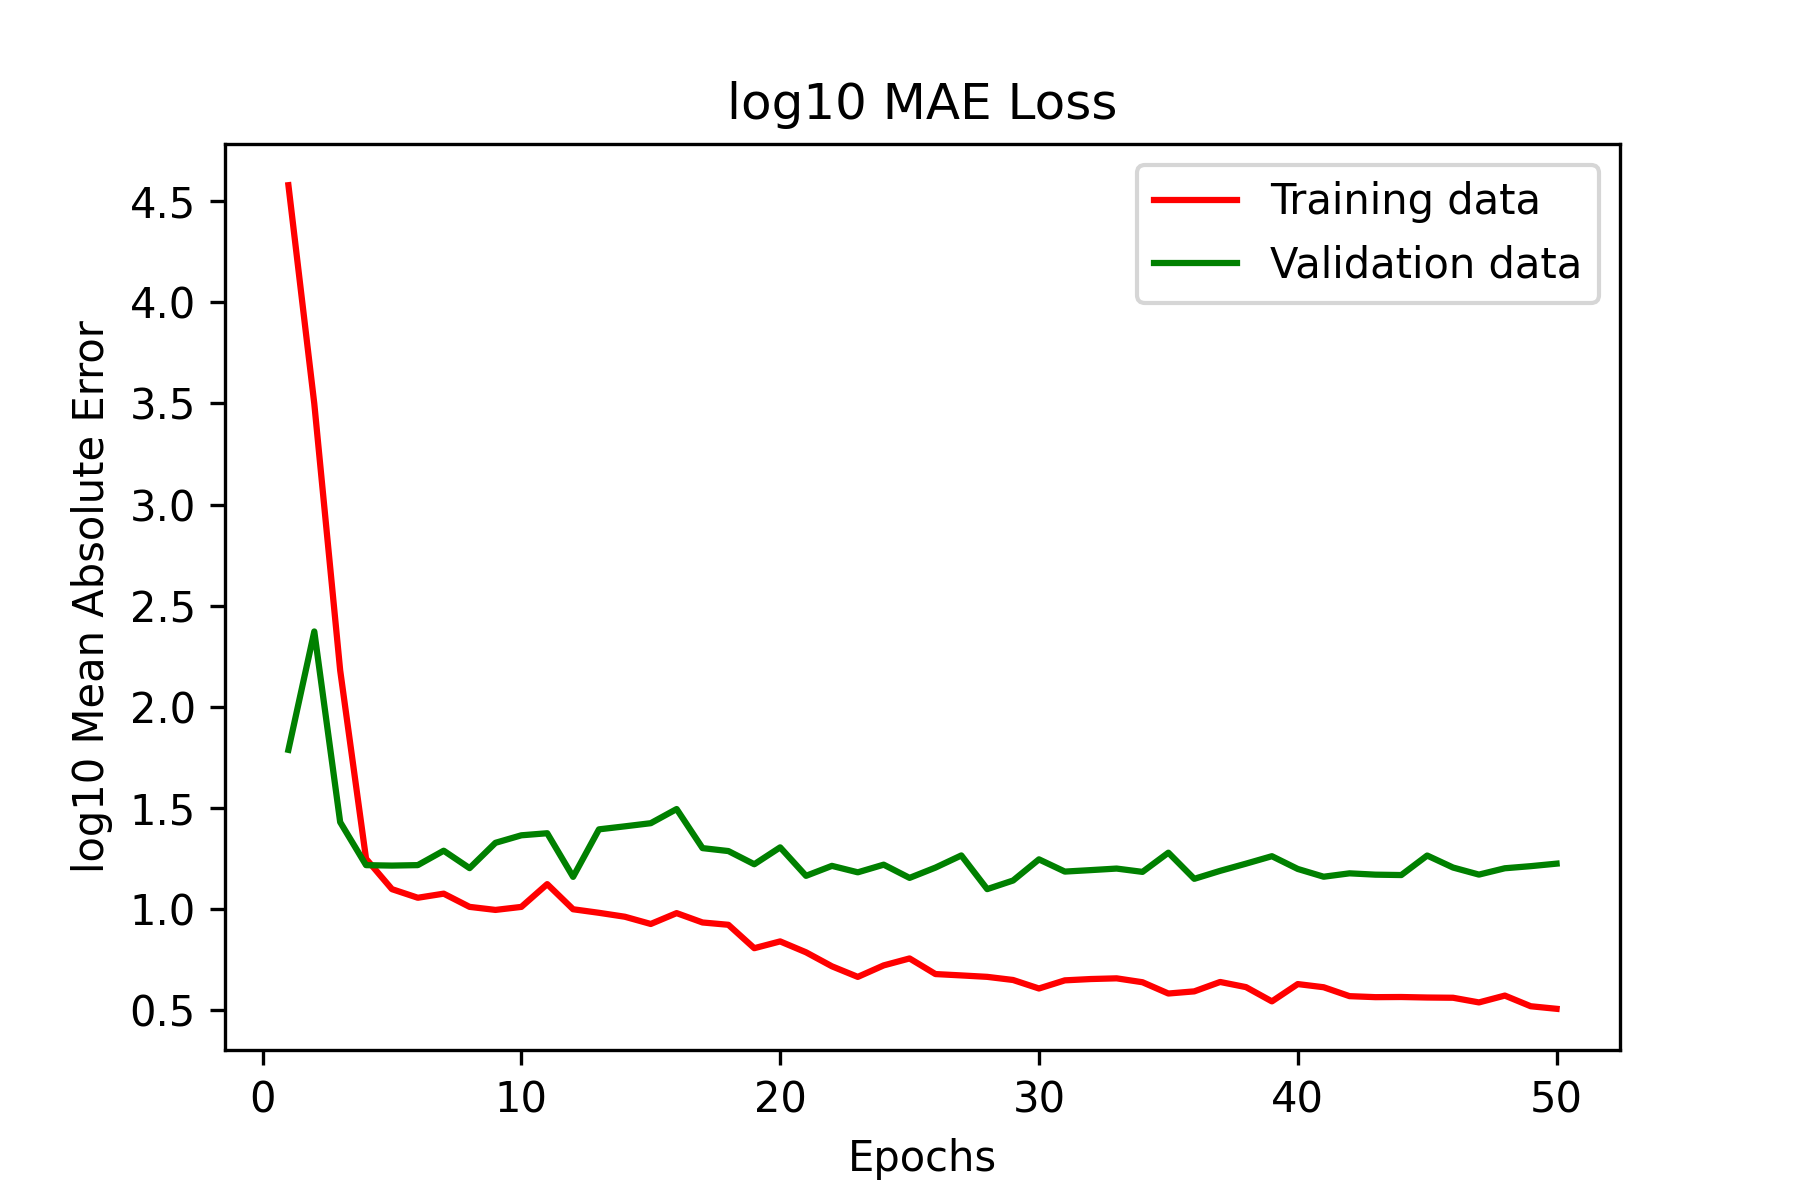 log10 MAE Loss
Training data
Validation data
log10 Mean Absolute Error
4.5
4.0
3.5
3.0
2.5
2.0
1.5
1.0
0.5
0 10 20 30 40 50
Epochs